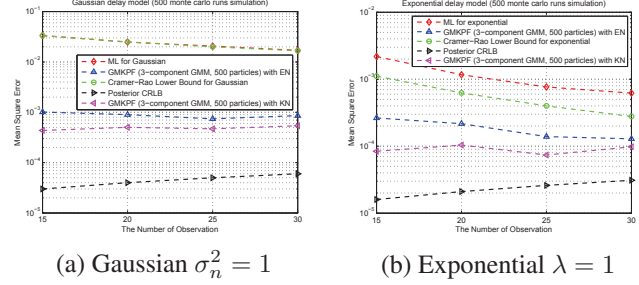 Gaussian delay model (500 monte carlo runs simulation)
10^-1
10^-2
10^-3
10^-4
10^-5
Mean Square Error
ML for Gaussian
GMKPF (3-component GMM, 500 particles) with EN
Cramer-Rao Lower Bound for Gaussian
Posterior CRLB
GMKPF (3-component GMM, 500 particles) with KN
15 20 25 30
The Number of Observation
(a) Gaussian σ_n^2 = 1
Exponential delay model (500 monte carlo runs simulation)
10^-2
10^-3
10^-4
10^-5
Mean Square Error
ML for exponential
GMKPF (3-component GMM, 500 particles) with EN
Cramer-Rao Lower Bound for exponential
Posterior CRLB
GMKPF (3-component GMM, 500 particles) with KN
15 20 25 30
The Number of Observation
(b) Exponential λ = 1